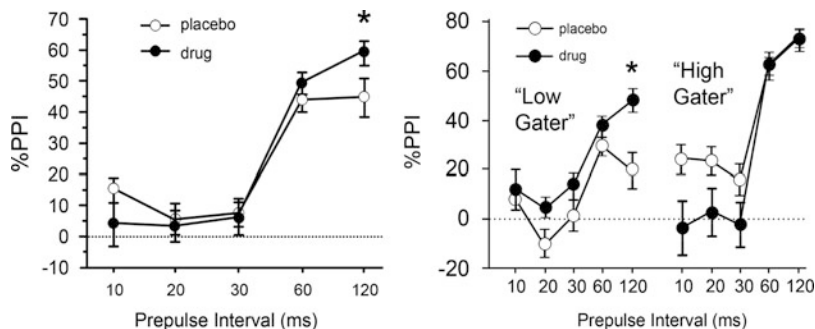 70
60
50
40
30
20
10
0
-10
%PPI
placebo
drug
*
10 20 30 60 120
Prepulse Interval (ms)
80
60
40
20
0
-20
%PPI
placebo
drug
*
“Low
Gater”
“High
Gater”
10 20 30 60 120 10 20 30 60 120
Prepulse Interval (ms)